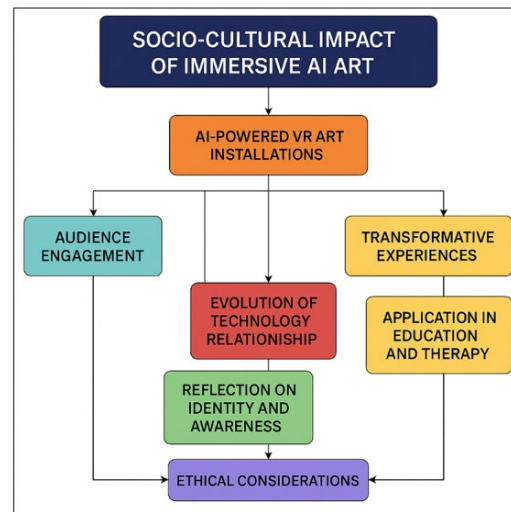 SOCIO-CULTURAL IMPACT
OF IMMERSIVE AI ART
AI-POWERED VR ART
INSTALLATIONS
AUDIENCE
ENGAGEMENT
TRANSFORMATIVE
EXPERIENCES
EVOLUTION OF
TECHNOLOGY
RELATIONISHIP
APPLICATION IN
EDUCATION
AND THERAPY
REFLECTION ON
IDENTITY AND
AWARENESS
ETHICAL CONSIDERATIONS